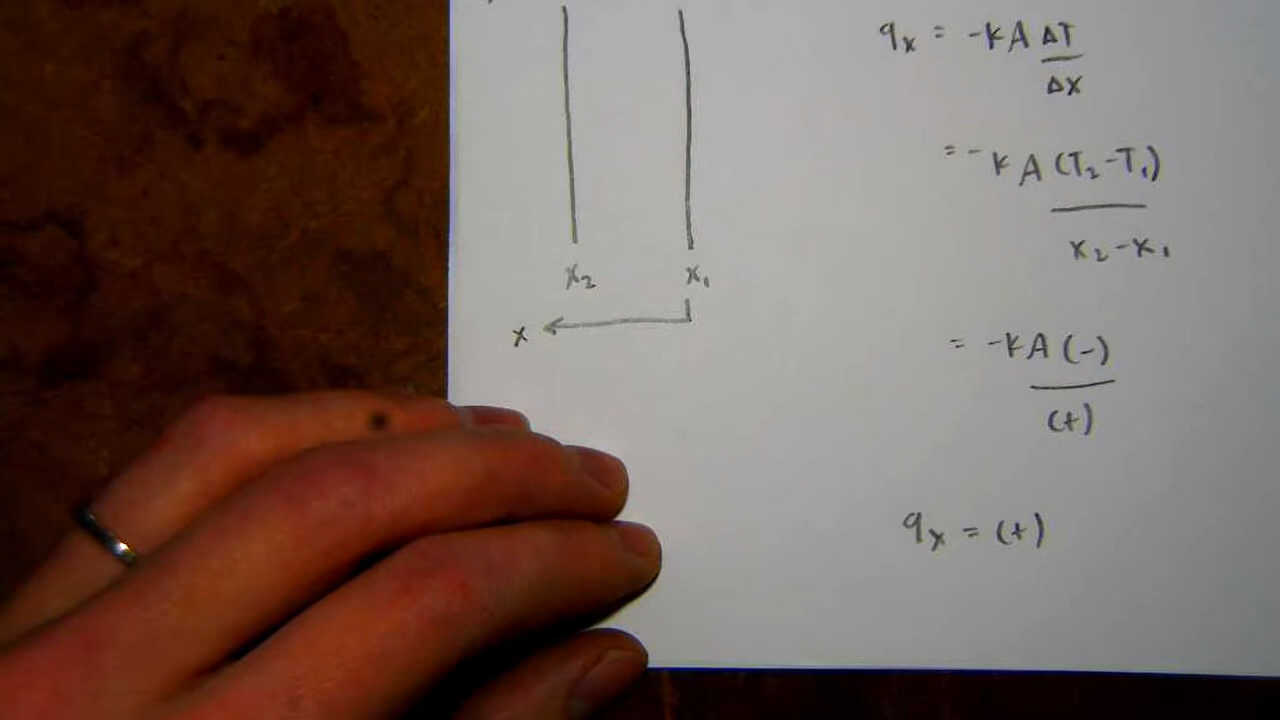 qₓ = -kA ΔT
ΔX
= - kA (T₂-T₁)
x₂-x₁
x₂ x₁
x
= -kA (-)
(+)
qₓ = (+)